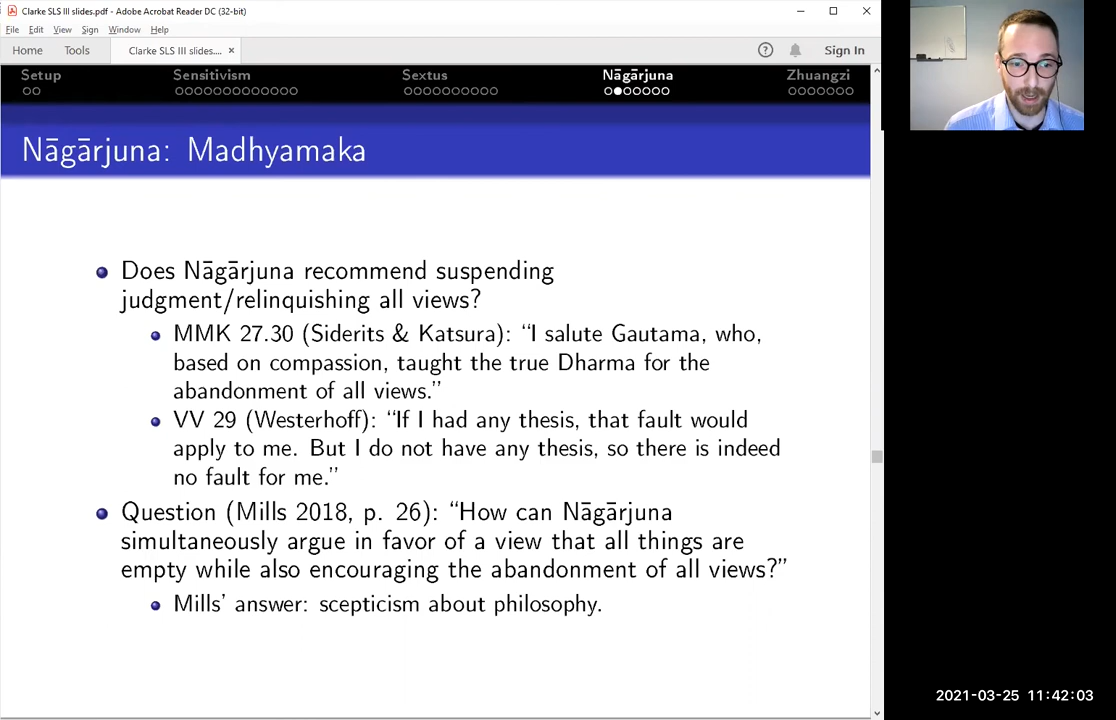 Clarke SLS III slides.pdf - Adobe Acrobat Reader DC (32-bit)
File Edit View Sign Window Help
Home Tools Clarke SLS III slides.... × Sign In
Setup Sensitivism Sextus Nāgārjuna Zhuangzi
Nāgārjuna: Madhyamaka
Does Nāgārjuna recommend suspending
judgment/relinquishing all views?
MMK 27.30 (Siderits & Katsura): “I salute Gautama, who,
based on compassion, taught the true Dharma for the
abandonment of all views.”
VV 29 (Westerhoff): “If I had any thesis, that fault would
apply to me. But I do not have any thesis, so there is indeed
no fault for me.”
Question (Mills 2018, p. 26): “How can Nāgārjuna
simultaneously argue in favor of a view that all things are
empty while also encouraging the abandonment of all views?”
Mills’ answer: scepticism about philosophy.
2021-03-25 11:42:03